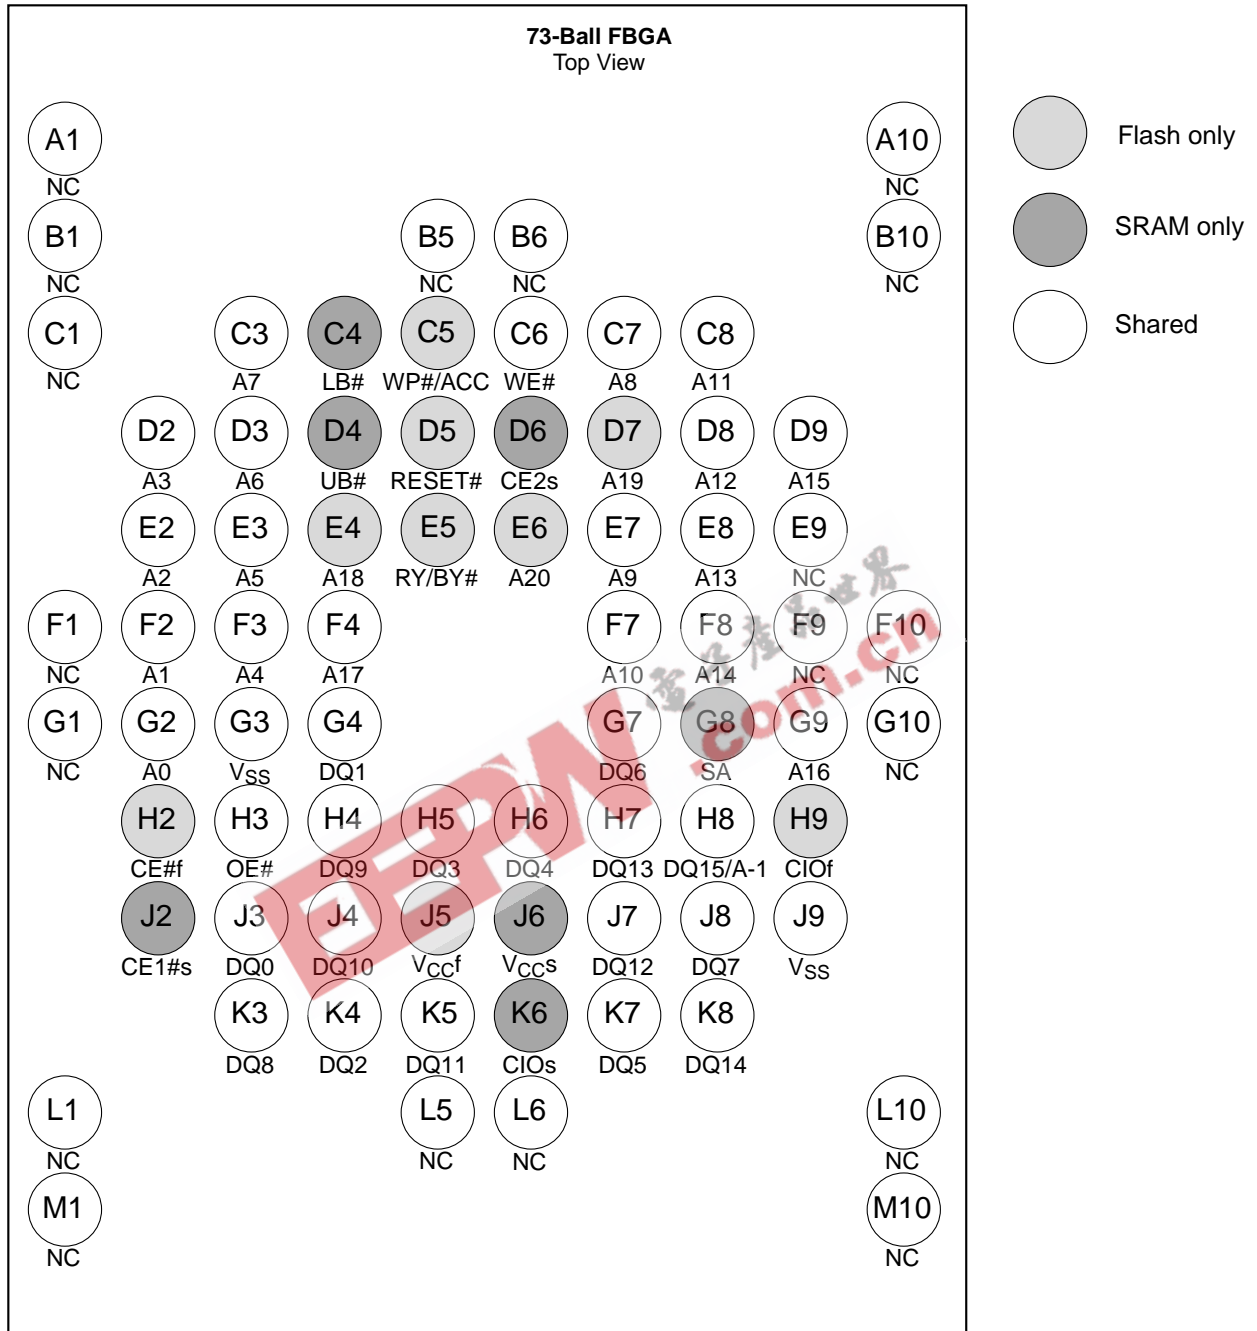 73-Ball FBGA
Top View
A1 A10 Flash only
NC NC
B1 B5 B6 B10 SRAM only
NC NC NC NC
C1 C3 C4 C5 C6 C7 C8 Shared
NC A7 LB# WP#/ACC WE# A8 A11
D2 D3 D4 D5 D6 D7 D8 D9
A3 A6 UB# RESET# CE2s A19 A12 A15
E2 E3 E4 E5 E6 E7 E8 E9
A2 A5 A18 RY/BY# A20 A9 A13 NC
F1 F2 F3 F4 F7 F8 F9 F10
NC A1 A4 A17 A10 A14 NC NC
G1 G2 G3 G4 G7 G8 G9 G10
NC A0 VSS DQ1 DQ6 SA A16 NC
H2 H3 H4 H5 H6 H7 H8 H9
CE#f OE# DQ9 DQ3 DQ4 DQ13 DQ15/A-1 CIOf
J2 J3 J4 J5 J6 J7 J8 J9
CE1#s DQ0 DQ10 VCCf VCCs DQ12 DQ7 VSS
K3 K4 K5 K6 K7 K8
DQ8 DQ2 DQ11 CIOs DQ5 DQ14
L1 L5 L6 L10
NC NC NC NC
M1 M10
NC NC
EEPW.com.cn
電子產品世界